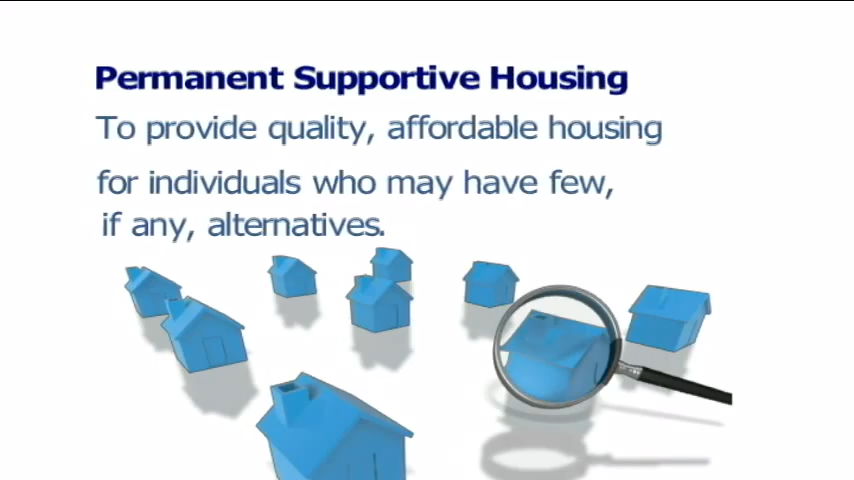 Permanent Supportive Housing
To provide quality, affordable housing
for individuals who may have few,
if any, alternatives.